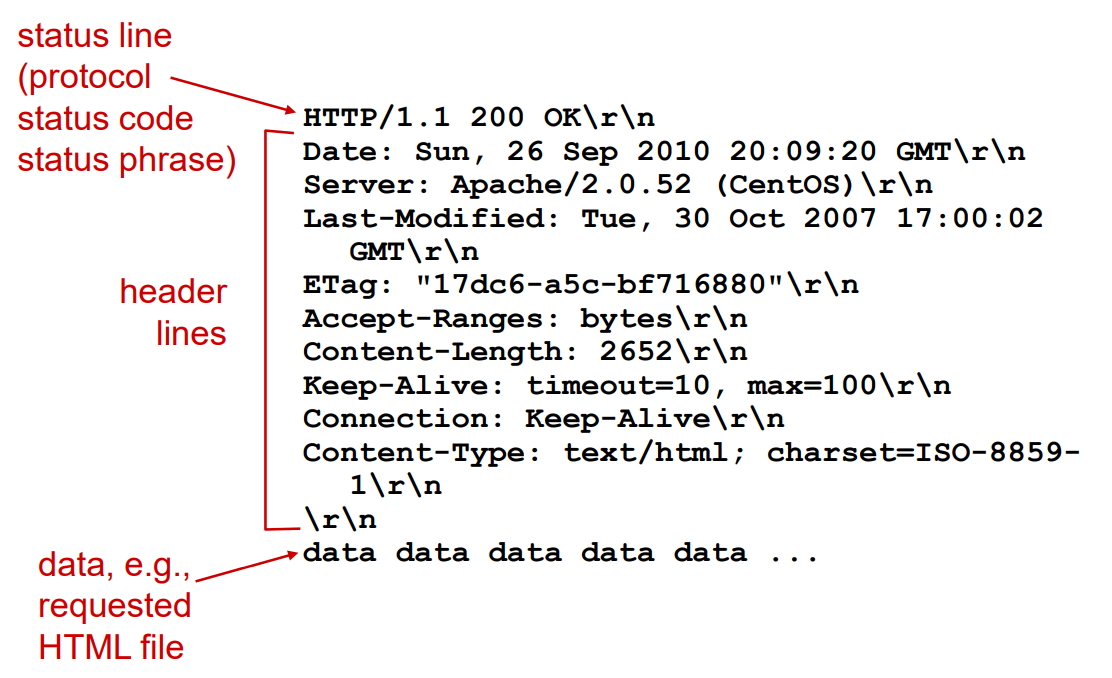 status line
(protocol
status code
status phrase)
HTTP/1.1 200 OK\r\n
Date: Sun, 26 Sep 2010 20:09:20 GMT\r\n
Server: Apache/2.0.52 (CentOS)\r\n
Last-Modified: Tue, 30 Oct 2007 17:00:02
GMT\r\n
ETag: "17dc6-a5c-bf716880"\r\n
Accept-Ranges: bytes\r\n
Content-Length: 2652\r\n
Keep-Alive: timeout=10, max=100\r\n
Connection: Keep-Alive\r\n
Content-Type: text/html; charset=ISO-8859-
1\r\n
\r\n
data data data data data ...
header
lines
data, e.g.,
requested
HTML file